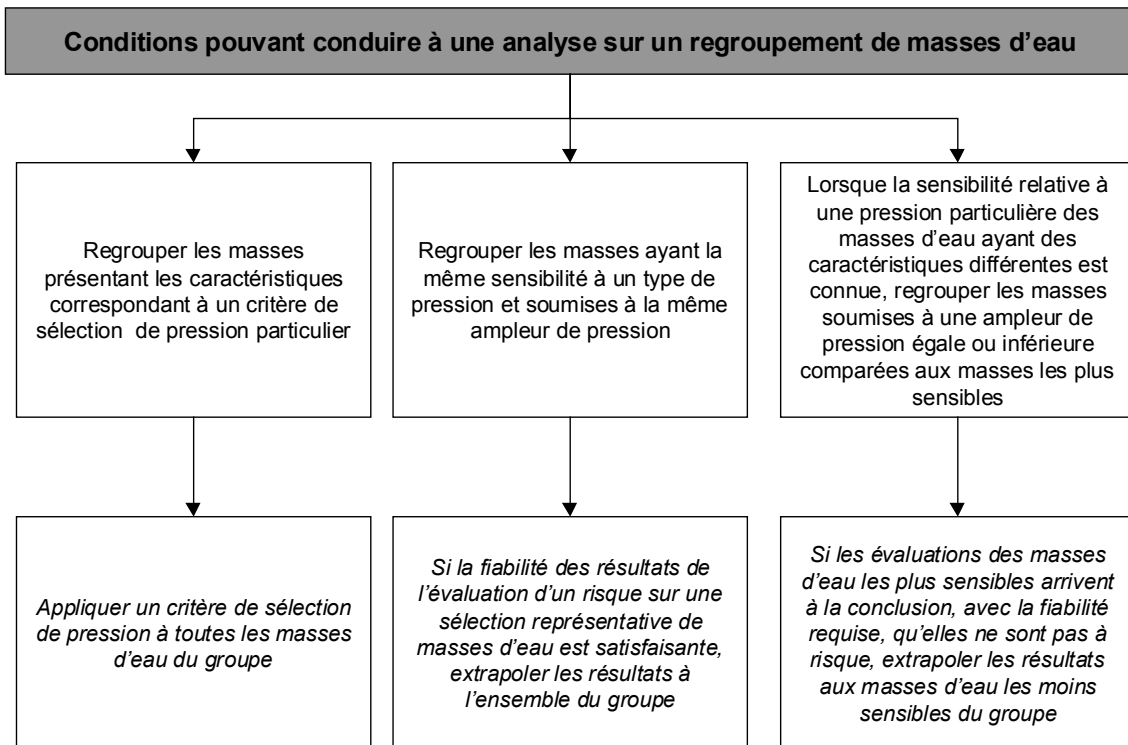 Conditions pouvant conduire à une analyse sur un regroupement de masses d'eau
Regrouper les masses
présentant les caractéristiques
correspondant à un critère de
sélection de pression particulier
Regrouper les masses ayant la
même sensibilité à un type de
pression et soumises à la même
ampleur de pression
Lorsque la sensibilité relative à
une pression particulière des
masses d'eau ayant des
caractéristiques différentes est
connue, regrouper les masses
soumises à une ampleur de
pression égale ou inférieure
comparées aux masses les plus
sensibles
Appliquer un critère de sélection
de pression à toutes les masses
d'eau du groupe
Si la fiabilité des résultats de
l'évaluation d'un risque sur une
sélection représentative de
masses d'eau est satisfaisante,
extrapoler les résultats à
l'ensemble du groupe
Si les évaluations des masses
d'eau les plus sensibles arrivent
à la conclusion, avec la fiabilité
requise, qu'elles ne sont pas à
risque, extrapoler les résultats
aux masses d'eau les moins
sensibles du groupe